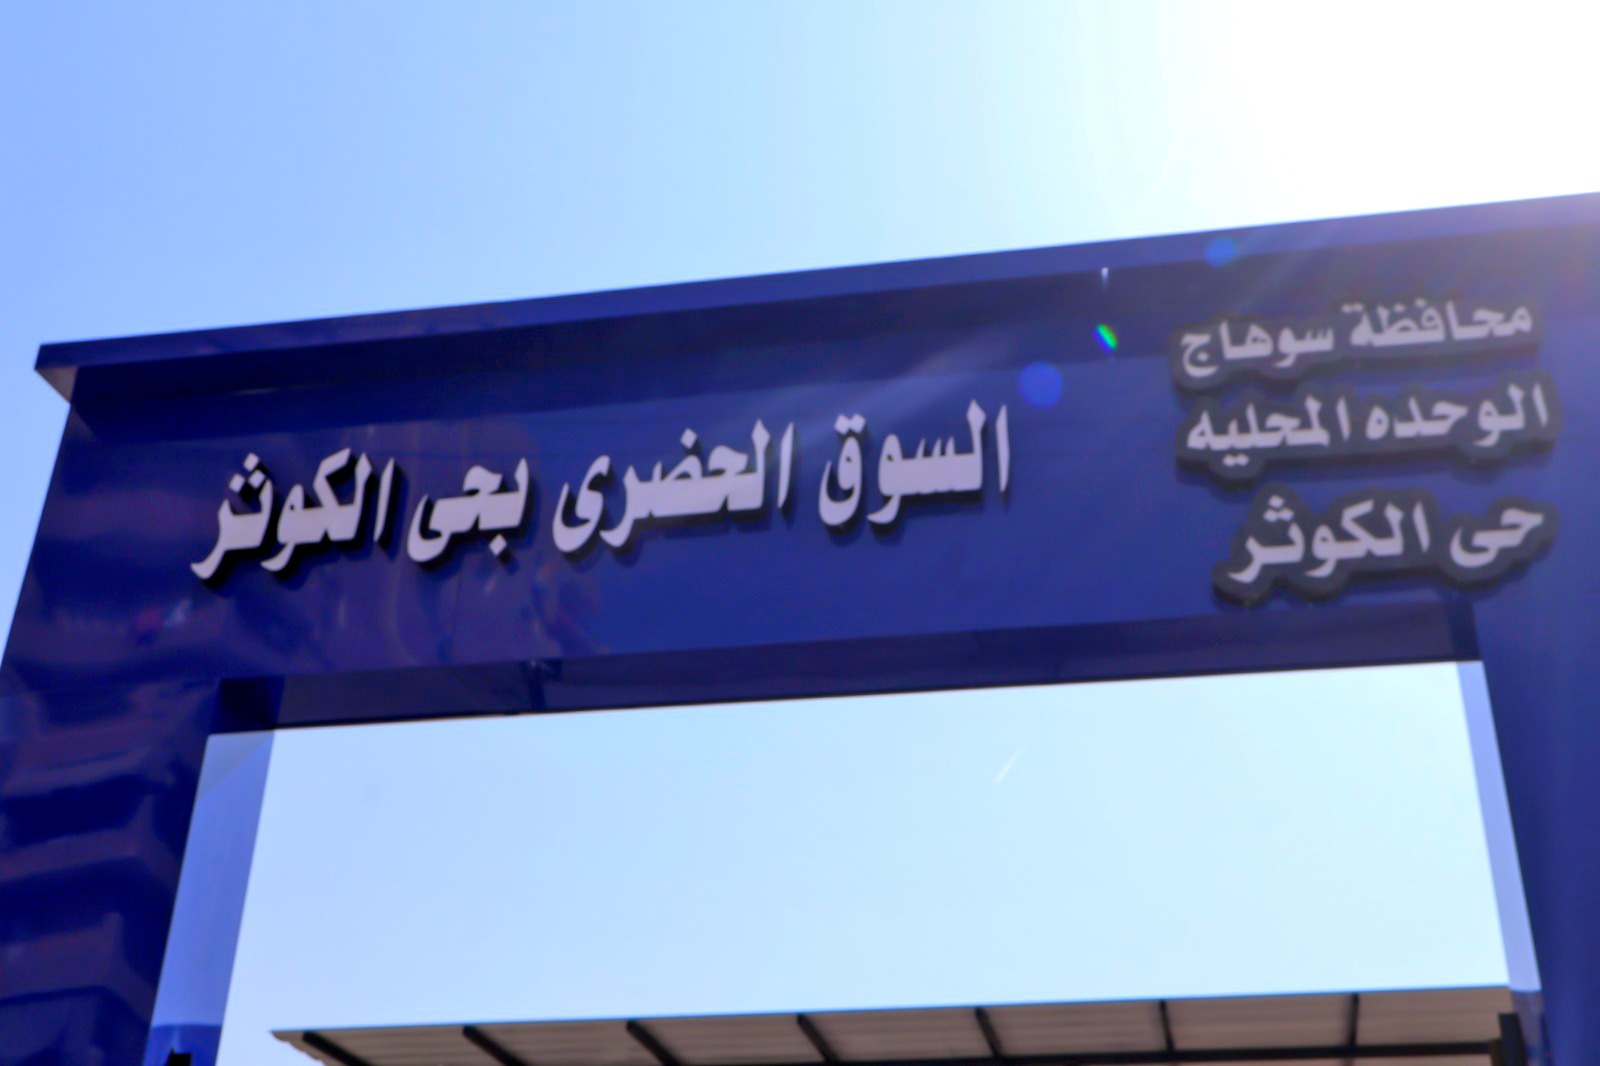 محافظة سوهاج
الوحده المحليه
حى الكوثر
السوق الحضرى بحى الكوثر